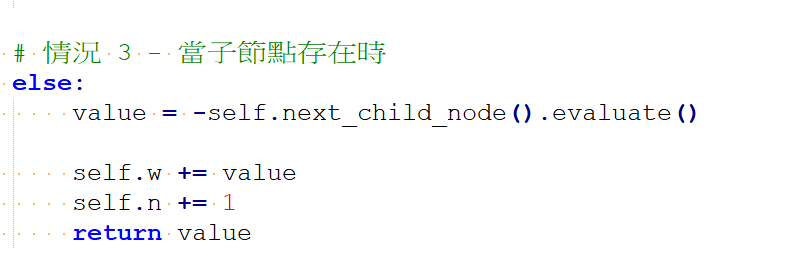 # 情況 3 - 當子節點存在時
else:
value = -self.next_child_node().evaluate()
self.w += value
self.n += 1
return value